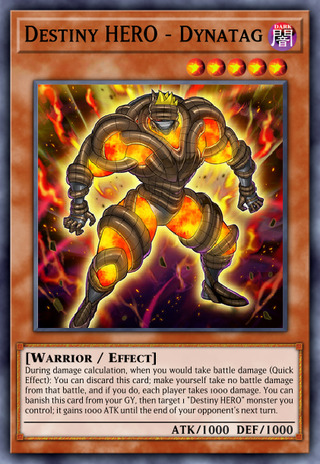 DESTINY HERO - DYNATAG
DARK
闇
[WARRIOR / EFFECT]
During damage calculation, when you would take battle damage (Quick
Effect): You can discard this card; make yourself take no battle damage
from that battle, and if you do, each player takes 1000 damage. You can
banish this card from your GY, then target 1 "Destiny HERO" monster you
control; it gains 1000 ATK until the end of your opponent's next turn.
ATK/1000 DEF/1000